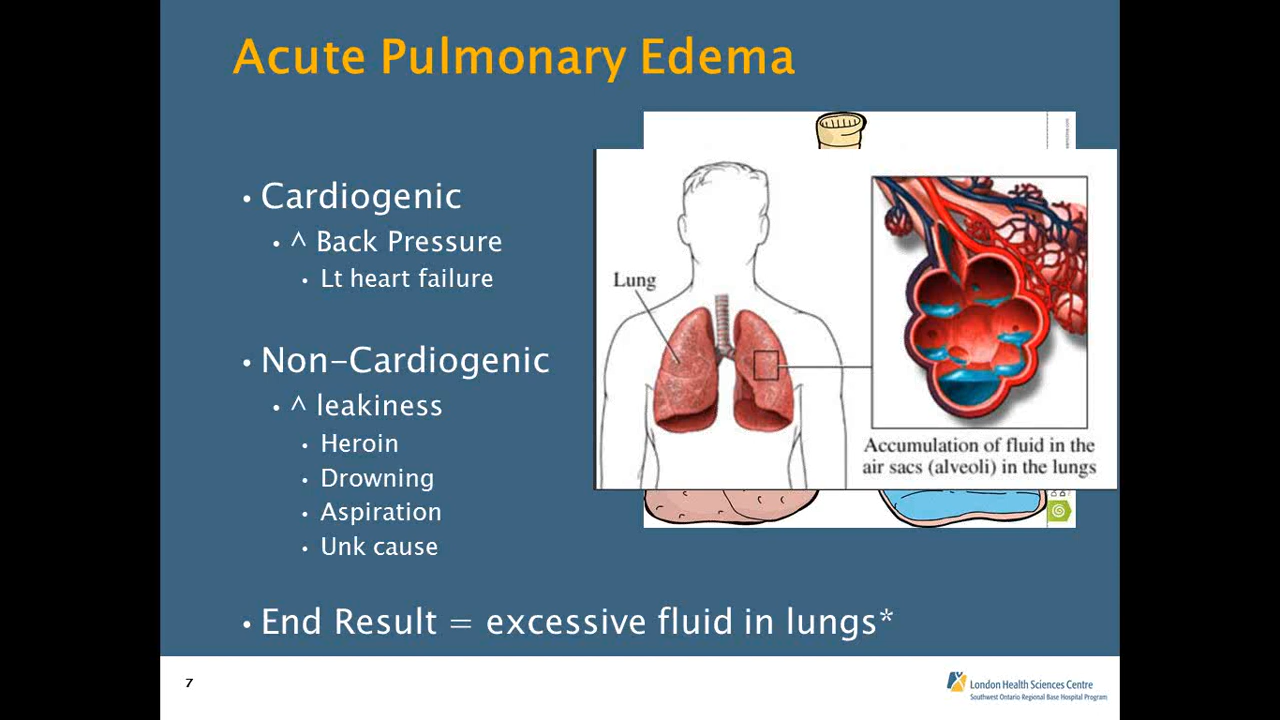 Acute Pulmonary Edema
• Cardiogenic
• ^ Back Pressure
• Lt heart failure
• Non-Cardiogenic
• ^ leakiness
• Heroin
• Drowning
• Aspiration
• Unk cause
Lung
Accumulation of fluid in the
air sacs (alveoli) in the lungs
• End Result = excessive fluid in lungs*
7
London Health Sciences Centre
Southwest Ontario Regional Base Hospital Program